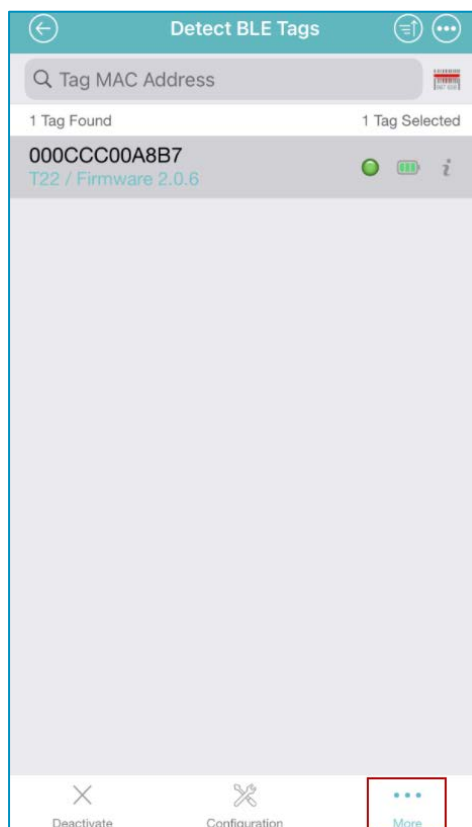 Detect BLE Tags
Tag MAC Address
1 Tag Found 1 Tag Selected
000CCC00A8B7
T22 / Firmware 2.0.6
Deactivate Configuration More